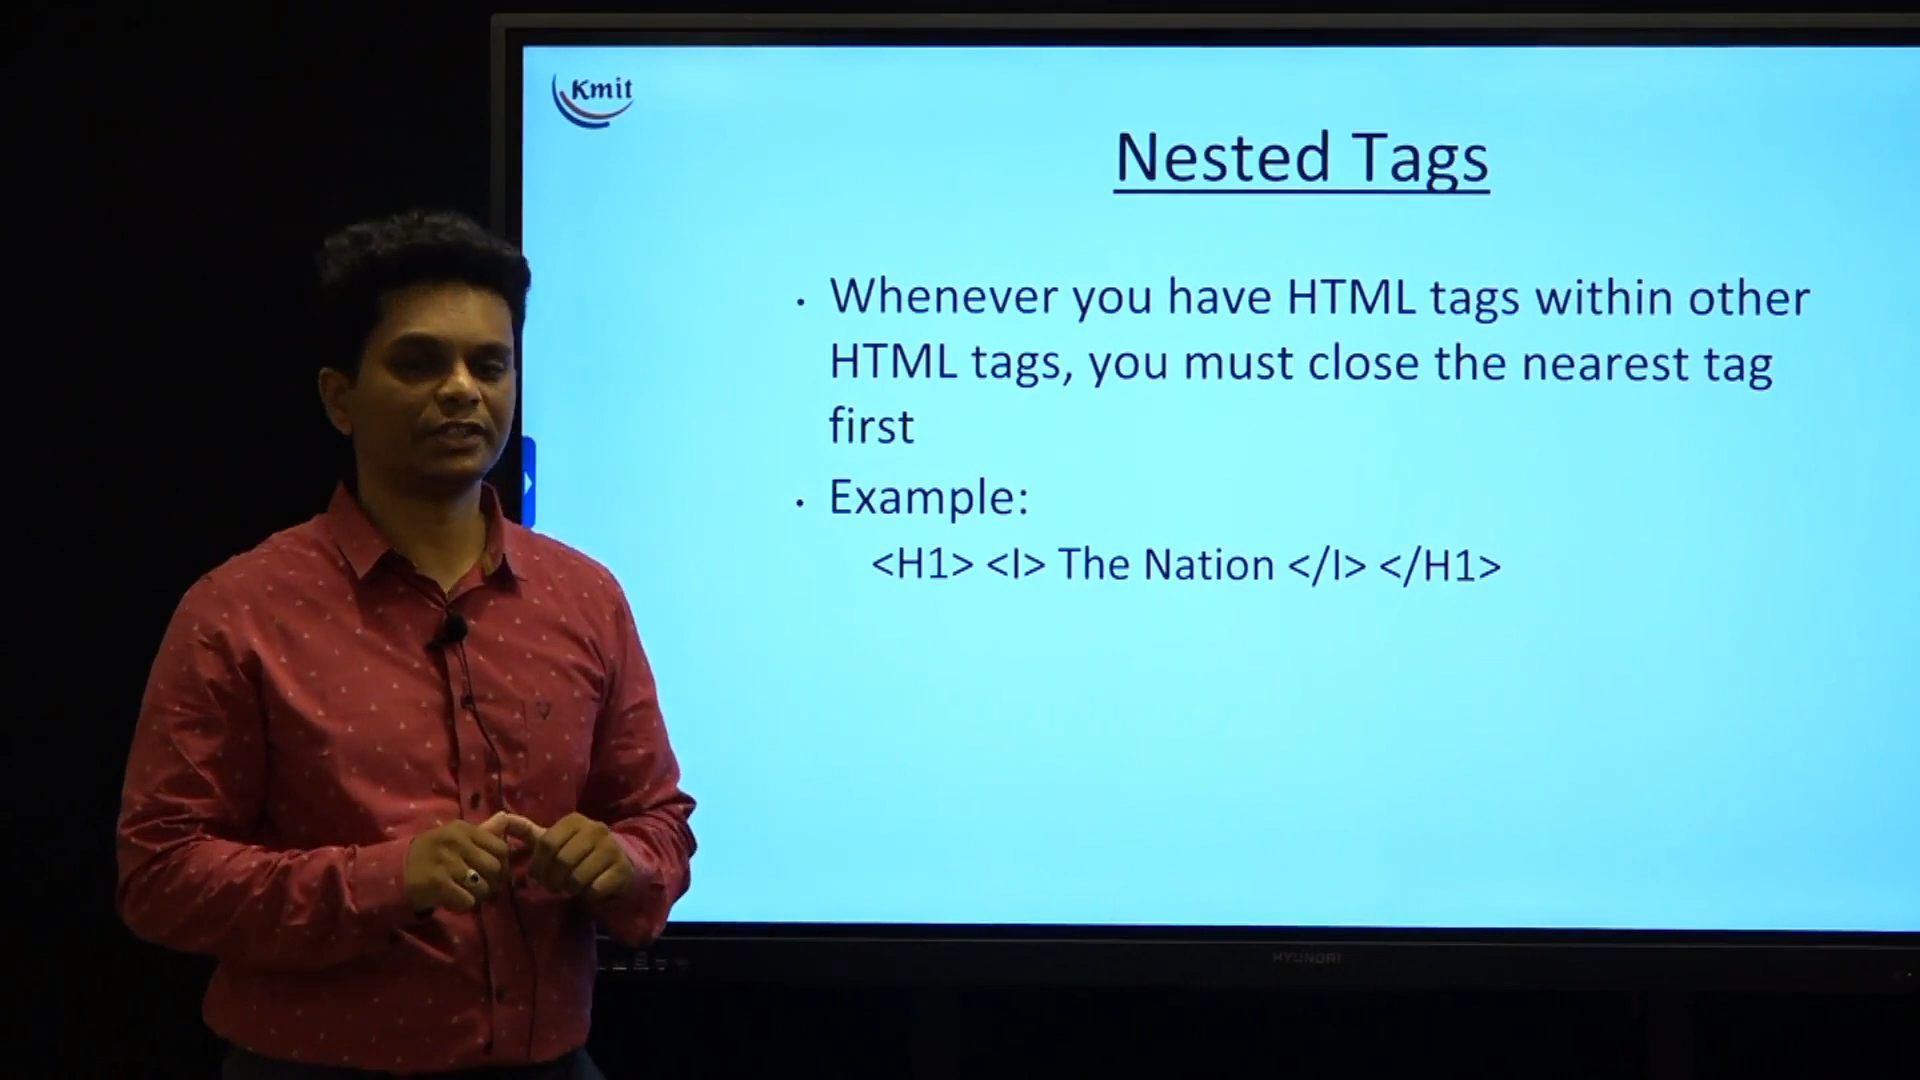 Kmit
Nested Tags
• Whenever you have HTML tags within other
HTML tags, you must close the nearest tag
first
• Example:
<H1> <I> The Nation </I> </H1>
HYUNDAI